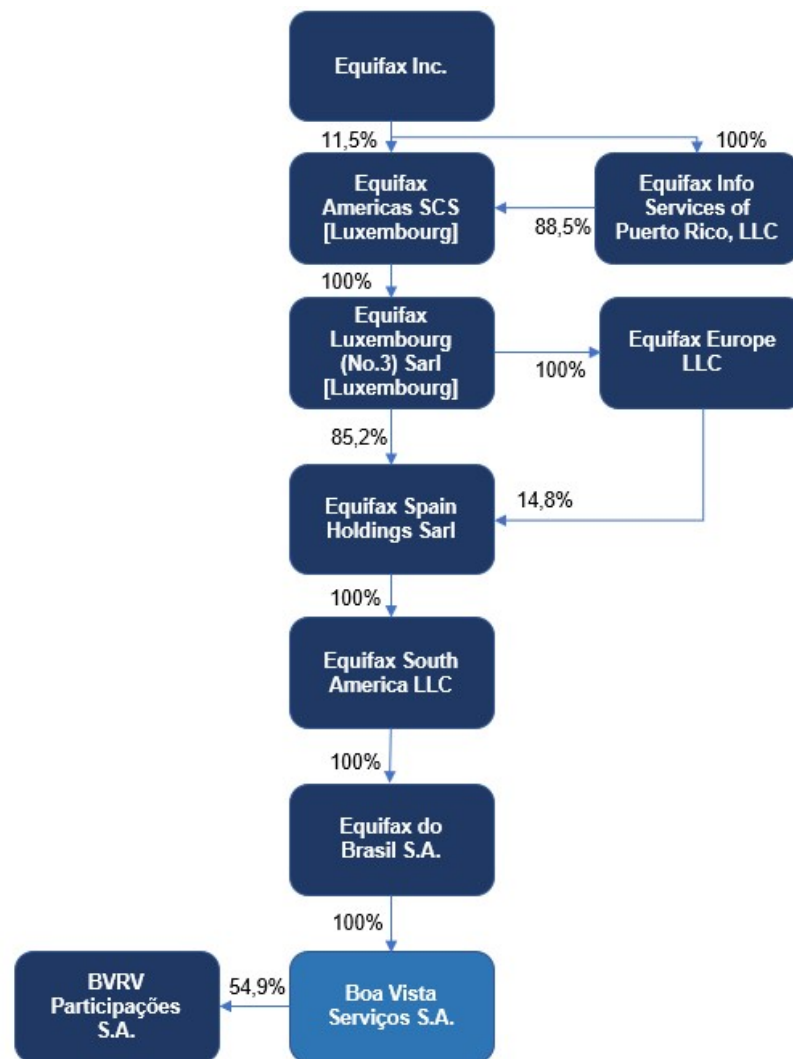 Equifax Inc.
11,5%
100%
Equifax
Americas SCS
[Luxembourg]
88,5%
Equifax Info
Services of
Puerto Rico, LLC
100%
Equifax
Luxembourg
(No.3) Sarl
[Luxembourg]
100%
Equifax Europe
LLC
85,2%
Equifax Spain
Holdings Sarl
14,8%
100%
Equifax South
America LLC
100%
Equifax do
Brasil S.A.
100%
BVRV
Participações
S.A.
54,9%
Boa Vista
Serviços S.A.